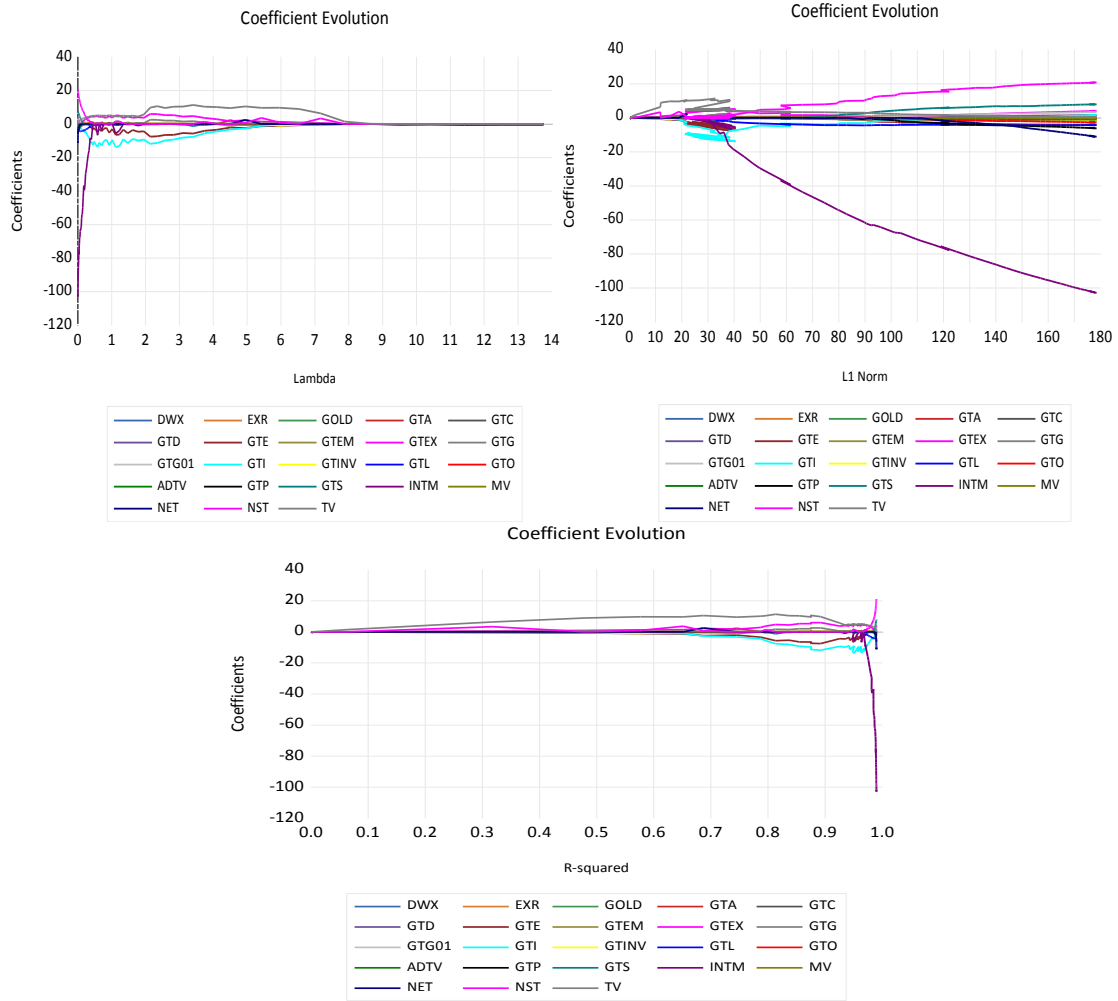 Coefficient Evolution
40
20
0
-20
-40
-60
-80
-100
-120
Coefficients
0 1 2 3 4 5 6 7 8 9 10 11 12 13 14
Lambda
DWX EXR GOLD GTA GTC
GTD GTE GTEM GTEX GTG
GTG01 GTI GTINV GTL GTO
ADTV GTP GTS INTM MV
NET NST TV
Coefficient Evolution
40
20
0
-20
-40
-60
-80
-100
-120
Coefficients
0 10 20 30 40 50 60 70 80 90 100 110 120 130 140 150 160 170 180
L1 Norm
DWX EXR GOLD GTA GTC
GTD GTE GTEM GTEX GTG
GTG01 GTI GTINV GTL GTO
ADTV GTP GTS INTM MV
NET NST TV
Coefficient Evolution
40
20
0
-20
-40
-60
-80
-100
-120
Coefficients
0.0 0.1 0.2 0.3 0.4 0.5 0.6 0.7 0.8 0.9 1.0
R-squared
DWX EXR GOLD GTA GTC
GTD GTE GTEM GTEX GTG
GTG01 GTI GTINV GTL GTO
ADTV GTP GTS INTM MV
NET NST TV